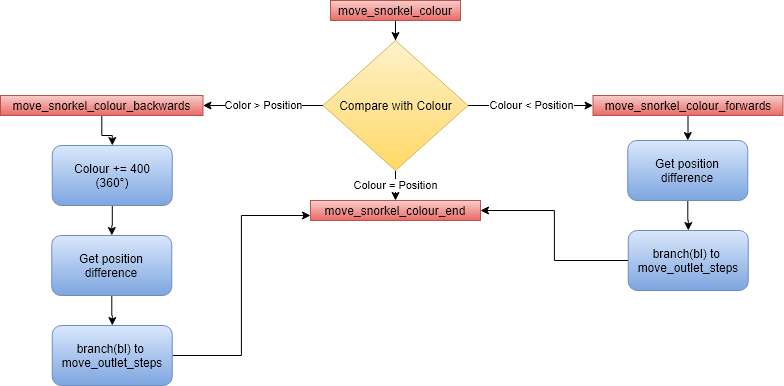 move_snorkel_colour
Compare with Colour
Color > Position
Colour < Position
Colour = Position
move_snorkel_colour_backwards
Colour += 400
(360°)
Get position
difference
branch(bl) to
move_outlet_steps
move_snorkel_colour_end
move_snorkel_colour_forwards
Get position
difference
branch(bl) to
move_outlet_steps